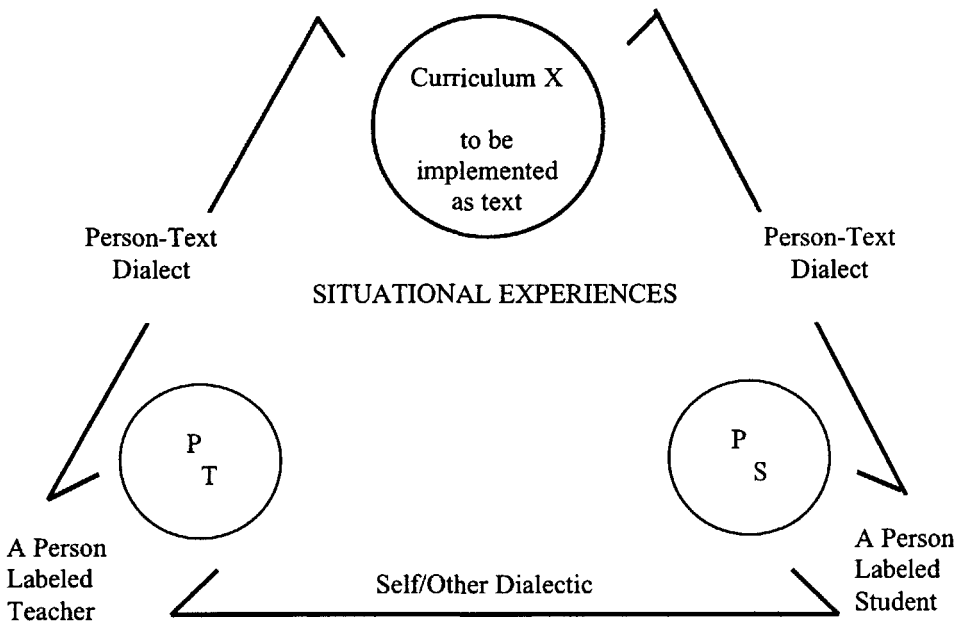 Curriculum X
to be
implemented
as text
Person-Text
Dialect
Person-Text
Dialect
SITUATIONAL EXPERIENCES
P
T
P
S
A Person
Labeled
Teacher
Self/Other Dialectic
A Person
Labeled
Student